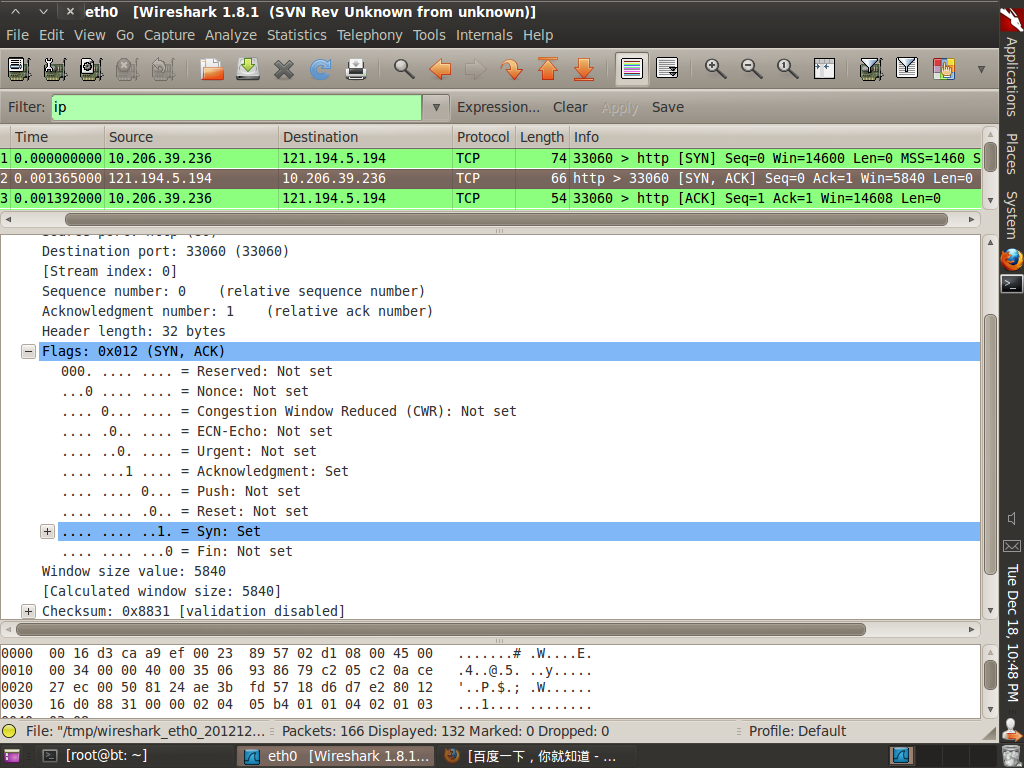 eth0   [Wireshark 1.8.1  (SVN Rev Unknown from unknown)]
File Edit View Go Capture Analyze Statistics Telephony Tools Internals Help
Filter: ip Expression... Clear Apply Save
Time Source Destination Protocol Length Info
1 0.000000000 10.206.39.236 121.194.5.194 TCP 74 33060 > http [SYN] Seq=0 Win=14600 Len=0 MSS=1460 S
2 0.001365000 121.194.5.194 10.206.39.236 TCP 66 http > 33060 [SYN, ACK] Seq=0 Ack=1 Win=5840 Len=0
3 0.001392000 10.206.39.236 121.194.5.194 TCP 54 33060 > http [ACK] Seq=1 Ack=1 Win=14608 Len=0
Destination port: 33060 (33060)
[Stream index: 0]
Sequence number: 0    (relative sequence number)
Acknowledgment number: 1    (relative ack number)
Header length: 32 bytes
Flags: 0x012 (SYN, ACK)
000. .... .... = Reserved: Not set
...0 .... .... = Nonce: Not set
.... 0... .... = Congestion Window Reduced (CWR): Not set
.... .0.. .... = ECN-Echo: Not set
.... ..0. .... = Urgent: Not set
.... ...1 .... = Acknowledgment: Set
.... .... 0... = Push: Not set
.... .... .0.. = Reset: Not set
.... .... ..1. = Syn: Set
.... .... ...0 = Fin: Not set
Window size value: 5840
[Calculated window size: 5840]
Checksum: 0x8831 [validation disabled]
0000  00 16 d3 ca a9 ef 00 23  89 57 02 d1 08 00 45 00   .......# .W....E.
0010  00 34 00 00 40 00 35 06  93 86 79 c2 05 c2 0a ce   .4..@.5. ..y.....
0020  27 ec 00 50 81 24 ae 3b  fd 57 18 d6 d7 e2 80 12   '..P.$.; .W......
0030  16 d0 88 31 00 00 02 04  05 b4 01 01 04 02 01 03   ...1.... ........
File: "/tmp/wireshark_eth0_201212... Packets: 166 Displayed: 132 Marked: 0 Dropped: 0 Profile: Default
[root@bt: ~] eth0   [Wireshark 1.8.1... [百度一下，你就知道 - ...
Applications
Places
System
Tue Dec 18, 10:48 PM